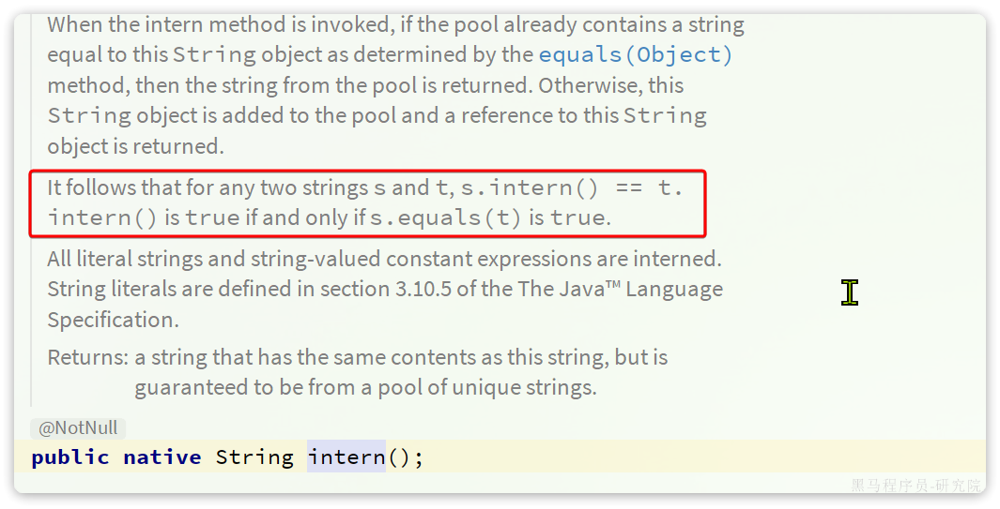 When the intern method is invoked, if the pool already contains a string
equal to this String object as determined by the equals(Object)
method, then the string from the pool is returned. Otherwise, this
String object is added to the pool and a reference to this String
object is returned.
It follows that for any two strings s and t, s.intern() == t.
intern() is true if and only if s.equals(t) is true.
All literal strings and string-valued constant expressions are interned.
String literals are defined in section 3.10.5 of the The Java™ Language
Specification.
Returns: a string that has the same contents as this string, but is
guaranteed to be from a pool of unique strings.
@NotNull
public native String intern();
黑马程序员-研究院